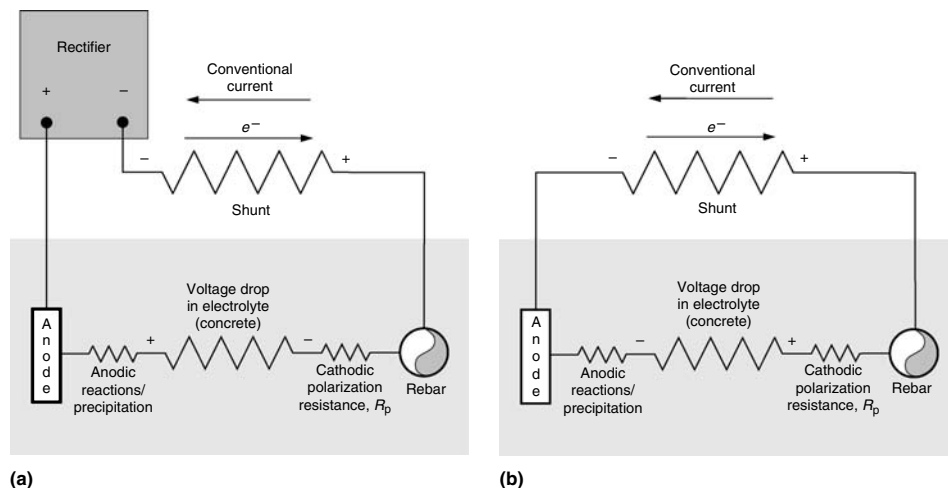 Rectifier
+ –
Conventional
current
e–
– +
Shunt
Voltage drop
in electrolyte
(concrete)
A
n
o
d
e
+ –
Anodic
reactions/
precipitation
Cathodic
polarization
resistance, Rp
Rebar
(a)
Conventional
current
e–
– +
Shunt
Voltage drop
in electrolyte
(concrete)
A
n
o
d
e
– +
Anodic
reactions/
precipitation
Cathodic
polarization
resistance, Rp
Rebar
(b)